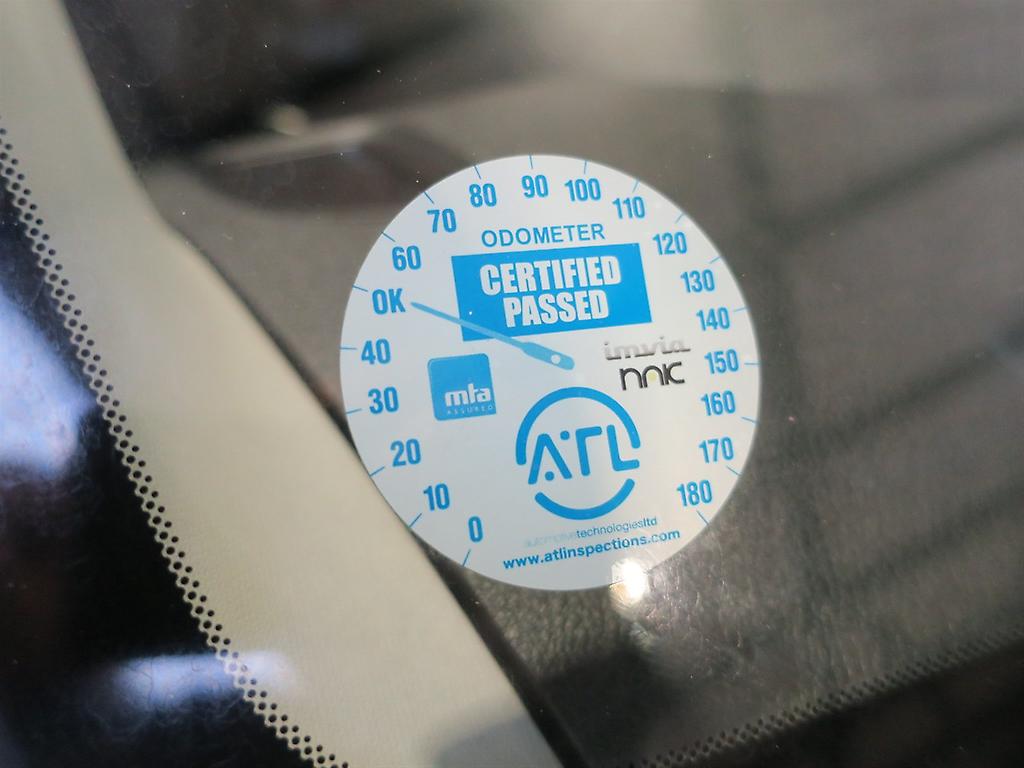 0
10
20
30
40
OK
60
70
80
90
100
110
120
130
140
150
160
170
180
ODOMETER
CERTIFIED
PASSED
mta
ASSURED
imvia
ATL
automotivetechnologiesltd
www.atlinspections.com